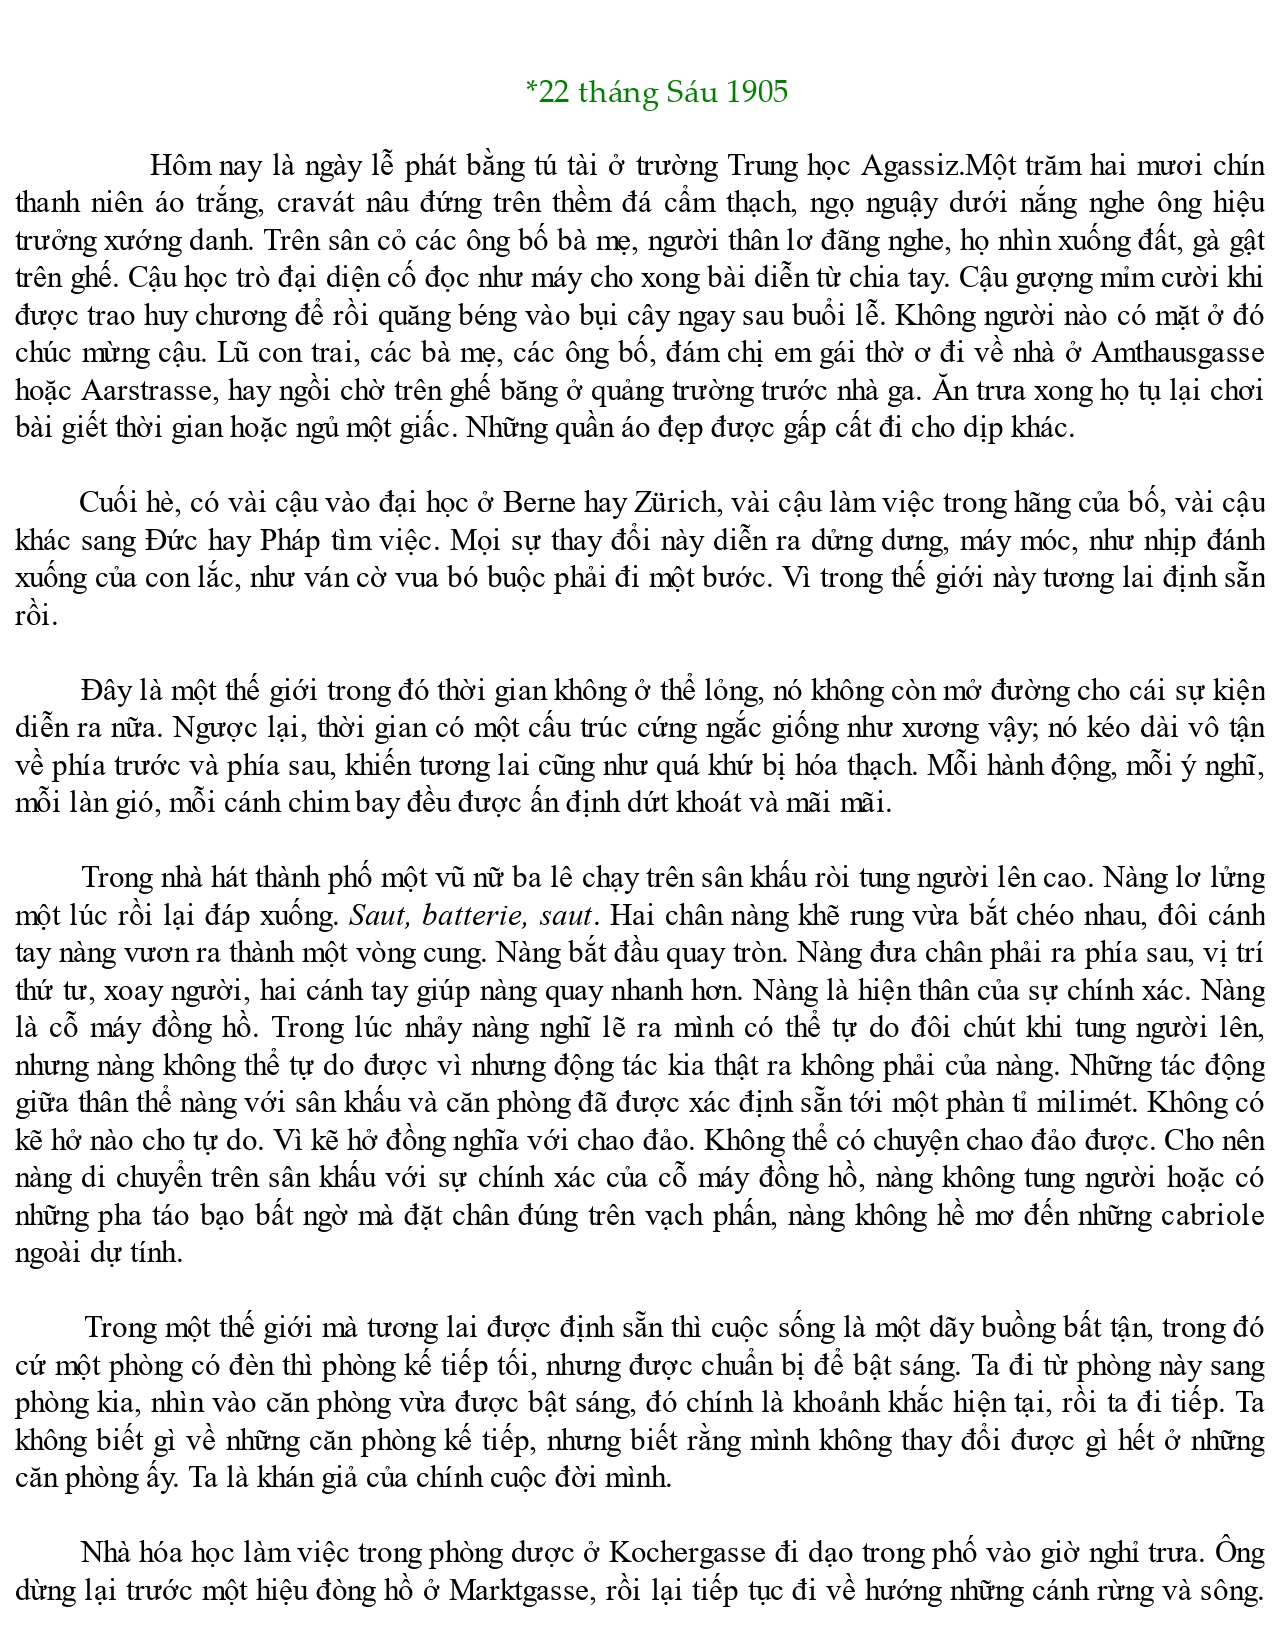 *22 tháng Sáu 1905
Hôm nay là ngày lễ phát bằng tú tài ở trường Trung học Agassiz.Một trăm hai mươi chín
thanh niên áo trắng, cravát nâu đứng trên thềm đá cẩm thạch, ngọ nguậy dưới nắng nghe ông hiệu
trưởng xướng danh. Trên sân cỏ các ông bố bà mẹ, người thân lơ đãng nghe, họ nhìn xuống đất, gà gật
trên ghế. Cậu học trò đại diện cố đọc như máy cho xong bài diễn từ chia tay. Cậu gượng mỉm cười khi
được trao huy chương để rồi quăng béng vào bụi cây ngay sau buổi lễ. Không người nào có mặt ở đó
chúc mừng cậu. Lũ con trai, các bà mẹ, các ông bố, đám chị em gái thờ ơ đi về nhà ở Amthausgasse
hoặc Aarstrasse, hay ngồi chờ trên ghế băng ở quảng trường trước nhà ga. Ăn trưa xong họ tụ lại chơi
bài giết thời gian hoặc ngủ một giấc. Những quần áo đẹp được gấp cất đi cho dịp khác.
Cuối hè, có vài cậu vào đại học ở Berne hay Zürich, vài cậu làm việc trong hãng của bố, vài cậu
khác sang Đức hay Pháp tìm việc. Mọi sự thay đổi này diễn ra dửng dưng, máy móc, như nhịp đánh
xuống của con lắc, như ván cờ vua bó buộc phải đi một bước. Vì trong thế giới này tương lai định sẵn
rồi.
Đây là một thế giới trong đó thời gian không ở thể lỏng, nó không còn mở đường cho cái sự kiện
diễn ra nữa. Ngược lại, thời gian có một cấu trúc cứng ngắc giống như xương vậy; nó kéo dài vô tận
về phía trước và phía sau, khiến tương lai cũng như quá khứ bị hóa thạch. Mỗi hành động, mỗi ý nghĩ,
mỗi làn gió, mỗi cánh chim bay đều được ấn định dứt khoát và mãi mãi.
Trong nhà hát thành phố một vũ nữ ba lê chạy trên sân khấu ròi tung người lên cao. Nàng lơ lửng
một lúc rồi lại đáp xuống. Saut, batterie, saut. Hai chân nàng khẽ rung vừa bắt chéo nhau, đôi cánh
tay nàng vươn ra thành một vòng cung. Nàng bắt đầu quay tròn. Nàng đưa chân phải ra phía sau, vị trí
thứ tư, xoay người, hai cánh tay giúp nàng quay nhanh hơn. Nàng là hiện thân của sự chính xác. Nàng
là cỗ máy đồng hồ. Trong lúc nhảy nàng nghĩ lẽ ra mình có thể tự do đôi chút khi tung người lên,
nhưng nàng không thể tự do được vì nhưng động tác kia thật ra không phải của nàng. Những tác động
giữa thân thể nàng với sân khấu và căn phòng đã được xác định sẵn tới một phàn tỉ milimét. Không có
kẽ hở nào cho tự do. Vì kẽ hở đồng nghĩa với chao đảo. Không thể có chuyện chao đảo được. Cho nên
nàng di chuyển trên sân khấu với sự chính xác của cỗ máy đồng hồ, nàng không tung người hoặc có
những pha táo bạo bất ngờ mà đặt chân đúng trên vạch phấn, nàng không hề mơ đến những cabriole
ngoài dự tính.
Trong một thế giới mà tương lai được định sẵn thì cuộc sống là một dãy buồng bất tận, trong đó
cứ một phòng có đèn thì phòng kế tiếp tối, nhưng được chuẩn bị để bật sáng. Ta đi từ phòng này sang
phòng kia, nhìn vào căn phòng vừa được bật sáng, đó chính là khoảnh khắc hiện tại, rồi ta đi tiếp. Ta
không biết gì về những căn phòng kế tiếp, nhưng biết rằng mình không thay đổi được gì hết ở những
căn phòng ấy. Ta là khán giả của chính cuộc đời mình.
Nhà hóa học làm việc trong phòng dược ở Kochergasse đi dạo trong phố vào giờ nghỉ trưa. Ông
dừng lại trước một hiệu đòng hồ ở Marktgasse, rồi lại tiếp tục đi về hướng những cánh rừng và sông.